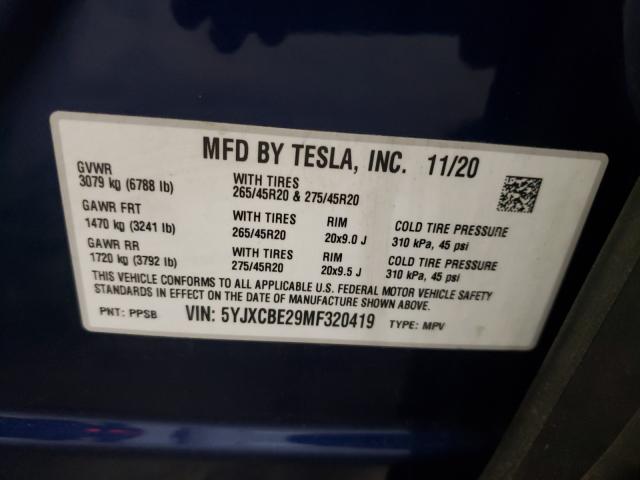 MFD BY TESLA, INC. 11/20
GVWR
3079 kg (6788 lb)
WITH TIRES
265/45R20 & 275/45R20
GAWR FRT
1470 kg (3241 lb)
WITH TIRES
265/45R20
RIM
20x9.0 J
COLD TIRE PRESSURE
310 kPa, 45 psi
GAWR RR
1720 kg (3792 lb)
WITH TIRES
275/45R20
RIM
20x9.5 J
COLD TIRE PRESSURE
310 kPa, 45 psi
THIS VEHICLE CONFORMS TO ALL APPLICABLE U.S. FEDERAL MOTOR VEHICLE SAFETY
STANDARDS IN EFFECT ON THE DATE OF MANUFACTURE SHOWN ABOVE.
PNT: PPSB VIN: 5YJXCBE29MF320419 TYPE: MPV